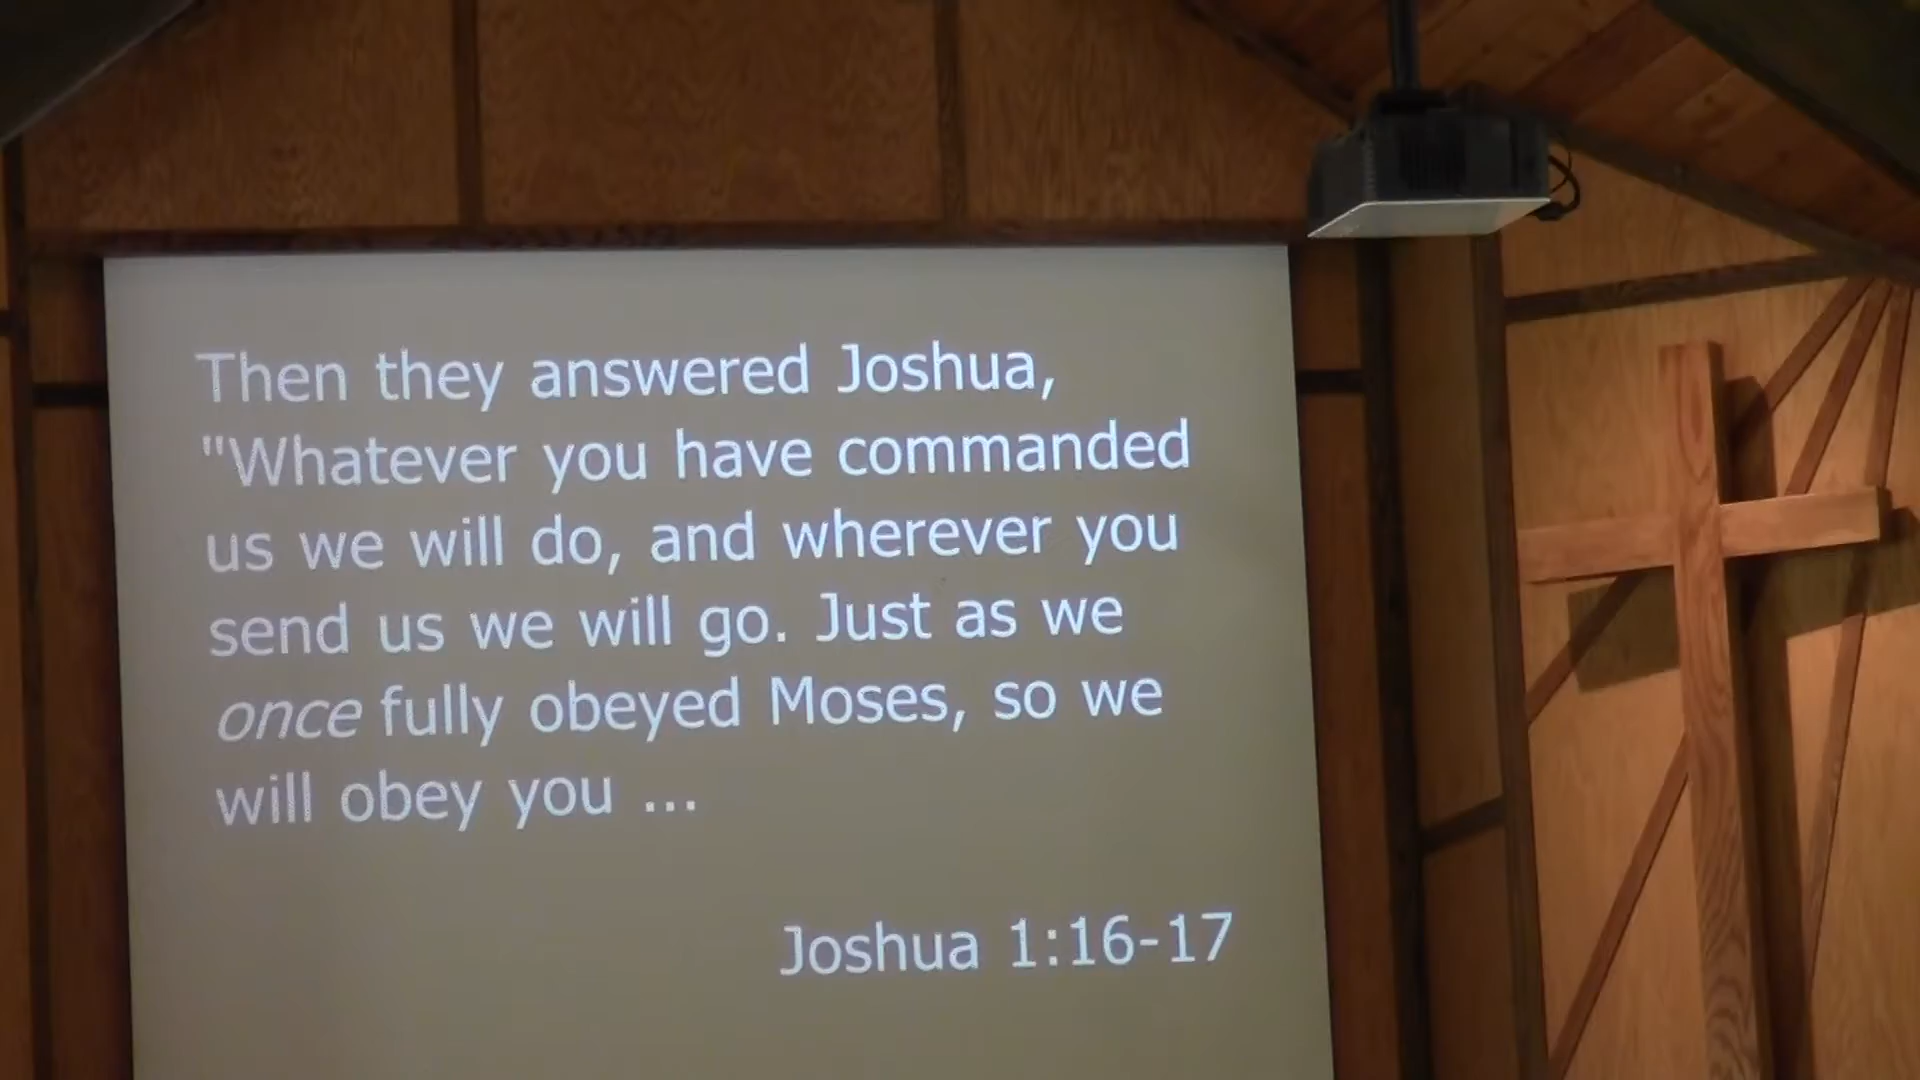 Then they answered Joshua,
"Whatever you have commanded
us we will do, and wherever you
send us we will go. Just as we
once fully obeyed Moses, so we
will obey you ...
Joshua 1:16-17